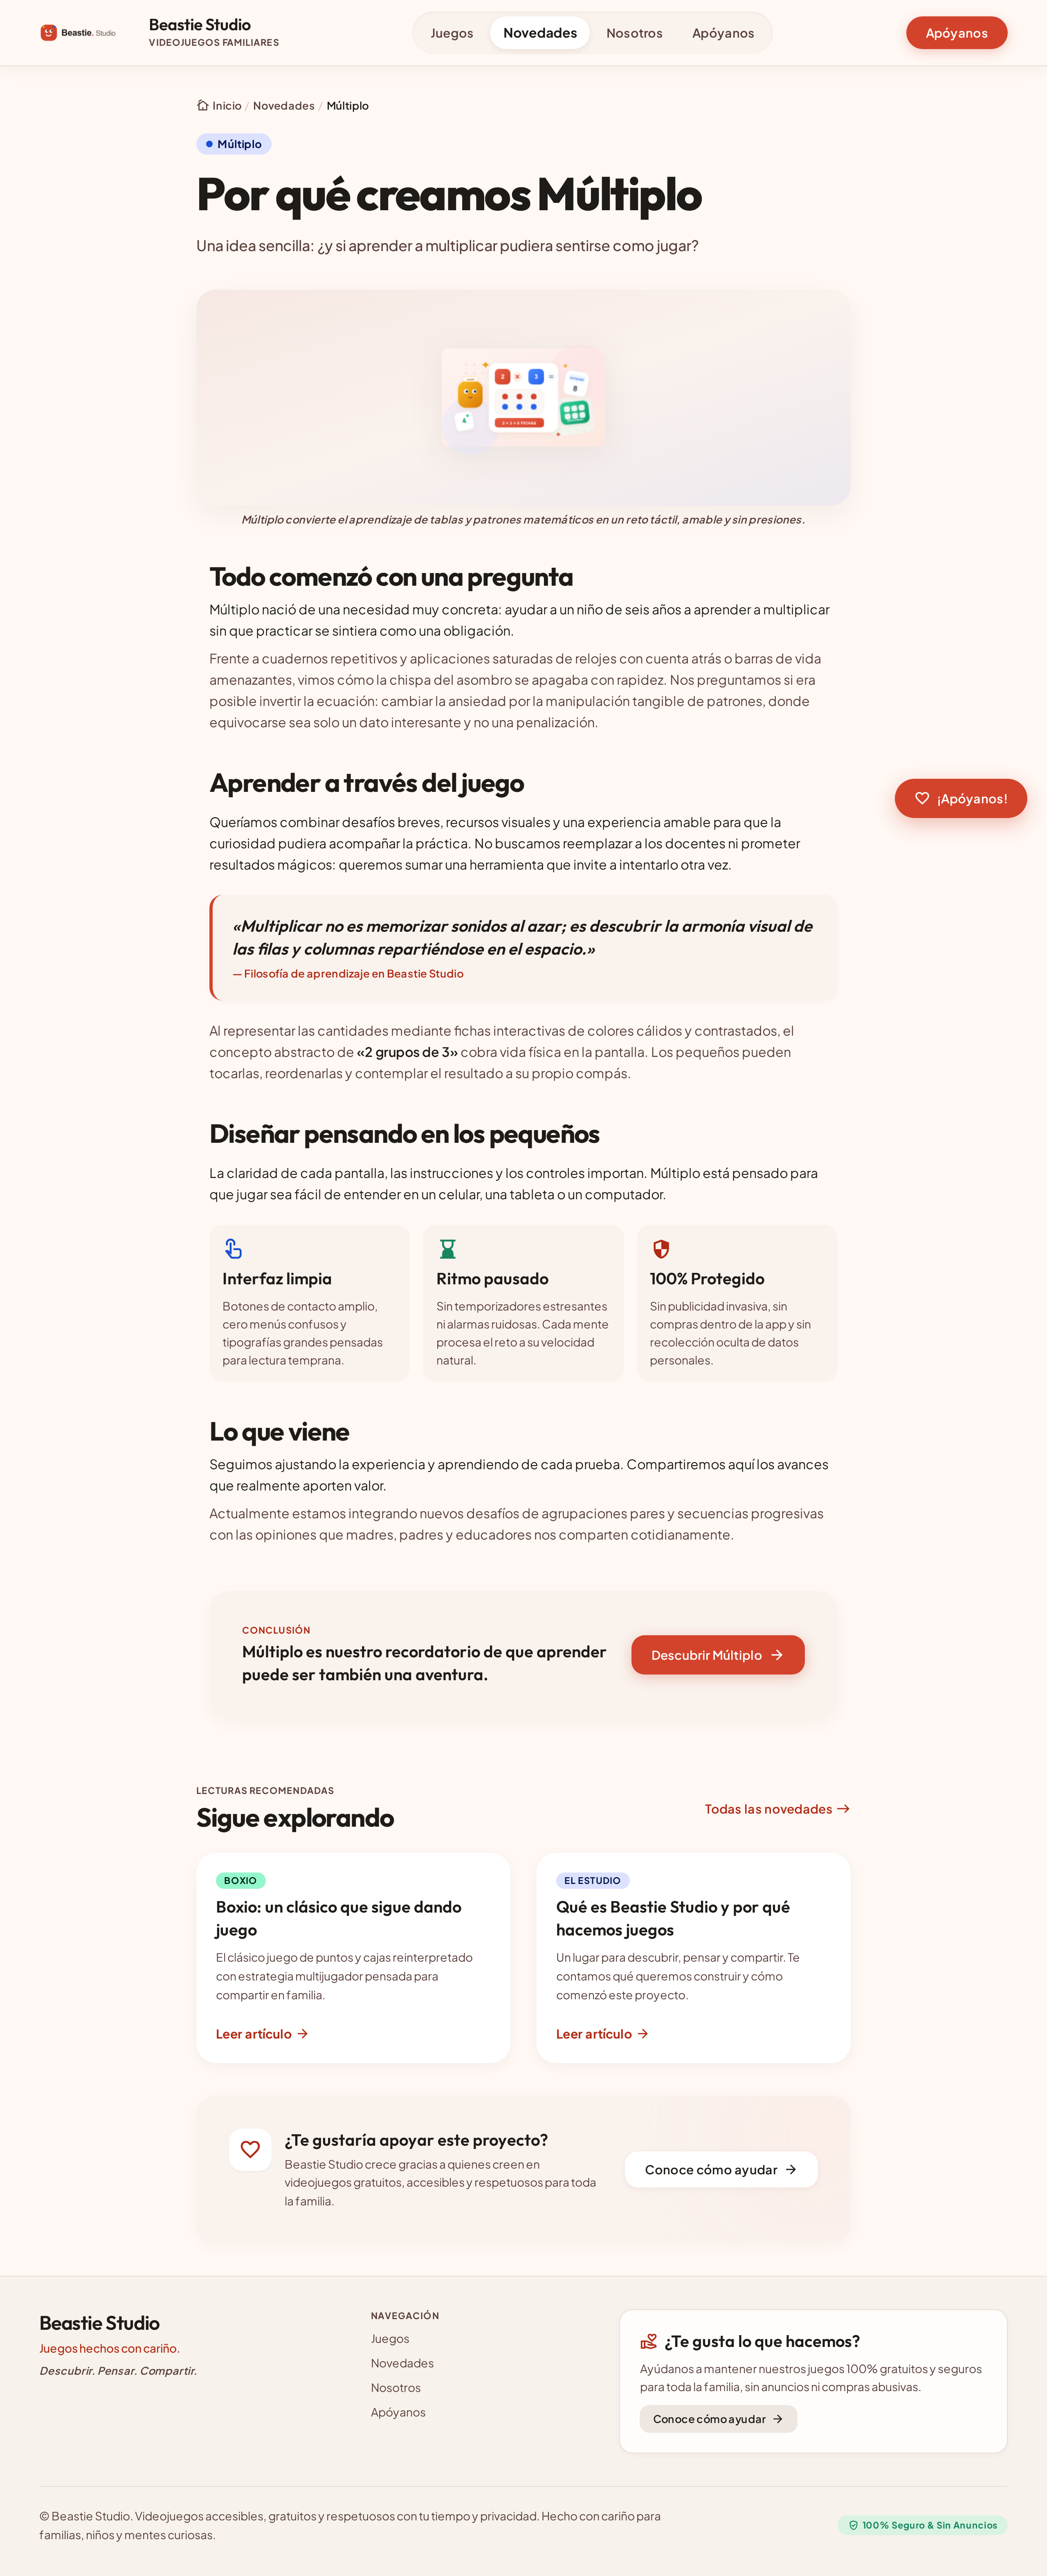 Beastie. Studio
Beastie Studio
VIDEOJUEGOS FAMILIARES
Juegos
Novedades
Nosotros
Apóyanos
Apóyanos
Inicio / Novedades / Múltiplo
Múltiplo
Por qué creamos Múltiplo
Una idea sencilla: ¿y si aprender a multiplicar pudiera sentirse como jugar?
2 × 3 =
8
4
2 × 3 = 6 FICHAS
Múltiplo convierte el aprendizaje de tablas y patrones matemáticos en un reto táctil, amable y sin presiones.
Todo comenzó con una pregunta
Múltiplo nació de una necesidad muy concreta: ayudar a un niño de seis años a aprender a multiplicar
sin que practicar se sintiera como una obligación.
Frente a cuadernos repetitivos y aplicaciones saturadas de relojes con cuenta atrás o barras de vida
amenazantes, vimos cómo la chispa del asombro se apagaba con rapidez. Nos preguntamos si era
posible invertir la ecuación: cambiar la ansiedad por la manipulación tangible de patrones, donde
equivocarse sea solo un dato interesante y no una penalización.
Aprender a través del juego
¡Apóyanos!
Queríamos combinar desafíos breves, recursos visuales y una experiencia amable para que la
curiosidad pudiera acompañar la práctica. No buscamos reemplazar a los docentes ni prometer
resultados mágicos: queremos sumar una herramienta que invite a intentarlo otra vez.
«Multiplicar no es memorizar sonidos al azar; es descubrir la armonía visual de
las filas y columnas repartiéndose en el espacio.»
— Filosofía de aprendizaje en Beastie Studio
Al representar las cantidades mediante fichas interactivas de colores cálidos y contrastados, el
concepto abstracto de «2 grupos de 3» cobra vida física en la pantalla. Los pequeños pueden
tocarlas, reordenarlas y contemplar el resultado a su propio compás.
Diseñar pensando en los pequeños
La claridad de cada pantalla, las instrucciones y los controles importan. Múltiplo está pensado para
que jugar sea fácil de entender en un celular, una tableta o un computador.
Interfaz limpia
Botones de contacto amplio,
cero menús confusos y
tipografías grandes pensadas
para lectura temprana.
Ritmo pausado
Sin temporizadores estresantes
ni alarmas ruidosas. Cada mente
procesa el reto a su velocidad
natural.
100% Protegido
Sin publicidad invasiva, sin
compras dentro de la app y sin
recolección oculta de datos
personales.
Lo que viene
Seguimos ajustando la experiencia y aprendiendo de cada prueba. Compartiremos aquí los avances
que realmente aporten valor.
Actualmente estamos integrando nuevos desafíos de agrupaciones pares y secuencias progresivas
con las opiniones que madres, padres y educadores nos comparten cotidianamente.
CONCLUSIÓN
Múltiplo es nuestro recordatorio de que aprender
puede ser también una aventura.
Descubrir Múltiplo
LECTURAS RECOMENDADAS
Sigue explorando
Todas las novedades
BOXIO
Boxio: un clásico que sigue dando
juego
El clásico juego de puntos y cajas reinterpretado
con estrategia multijugador pensada para
compartir en familia.
Leer artículo
EL ESTUDIO
Qué es Beastie Studio y por qué
hacemos juegos
Un lugar para descubrir, pensar y compartir. Te
contamos qué queremos construir y cómo
comenzó este proyecto.
Leer artículo
¿Te gustaría apoyar este proyecto?
Beastie Studio crece gracias a quienes creen en
videojuegos gratuitos, accesibles y respetuosos para toda
la familia.
Conoce cómo ayudar
Beastie Studio
Juegos hechos con cariño.
Descubrir. Pensar. Compartir.
NAVEGACIÓN
Juegos
Novedades
Nosotros
Apóyanos
¿Te gusta lo que hacemos?
Ayúdanos a mantener nuestros juegos 100% gratuitos y seguros
para toda la familia, sin anuncios ni compras abusivas.
Conoce cómo ayudar
© Beastie Studio. Videojuegos accesibles, gratuitos y respetuosos con tu tiempo y privacidad. Hecho con cariño para
familias, niños y mentes curiosas.
100% Seguro & Sin Anuncios